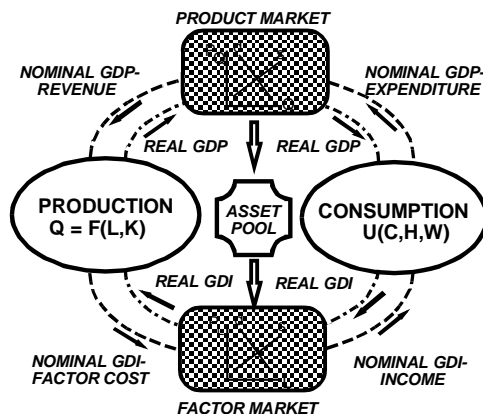 PRODUCT MARKET
NOMINAL GDP-
REVENUE
NOMINAL GDP-
EXPENDITURE
REAL GDP
REAL GDP
PRODUCTION
Q = F(L,K)
ASSET
POOL
CONSUMPTION
U(C,H,W)
REAL GDI
REAL GDI
NOMINAL GDI-
FACTOR COST
NOMINAL GDI-
INCOME
FACTOR MARKET